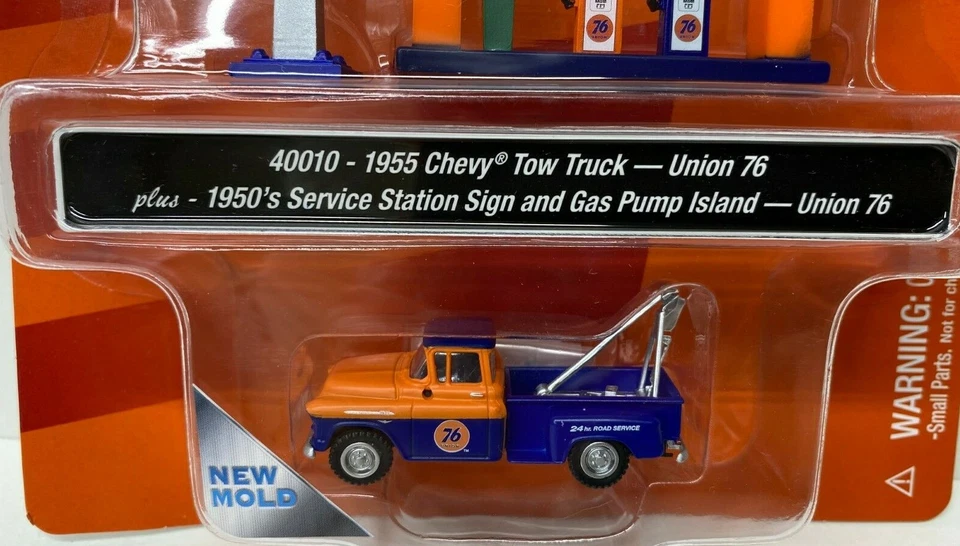 76
76
40010 - 1955 Chevy® Tow Truck — Union 76
plus - 1950's Service Station Sign and Gas Pump Island — Union 76
76
™
24 hr. ROAD SERVICE
NEW
MOLD
WARNING:
-Small Parts. Not for